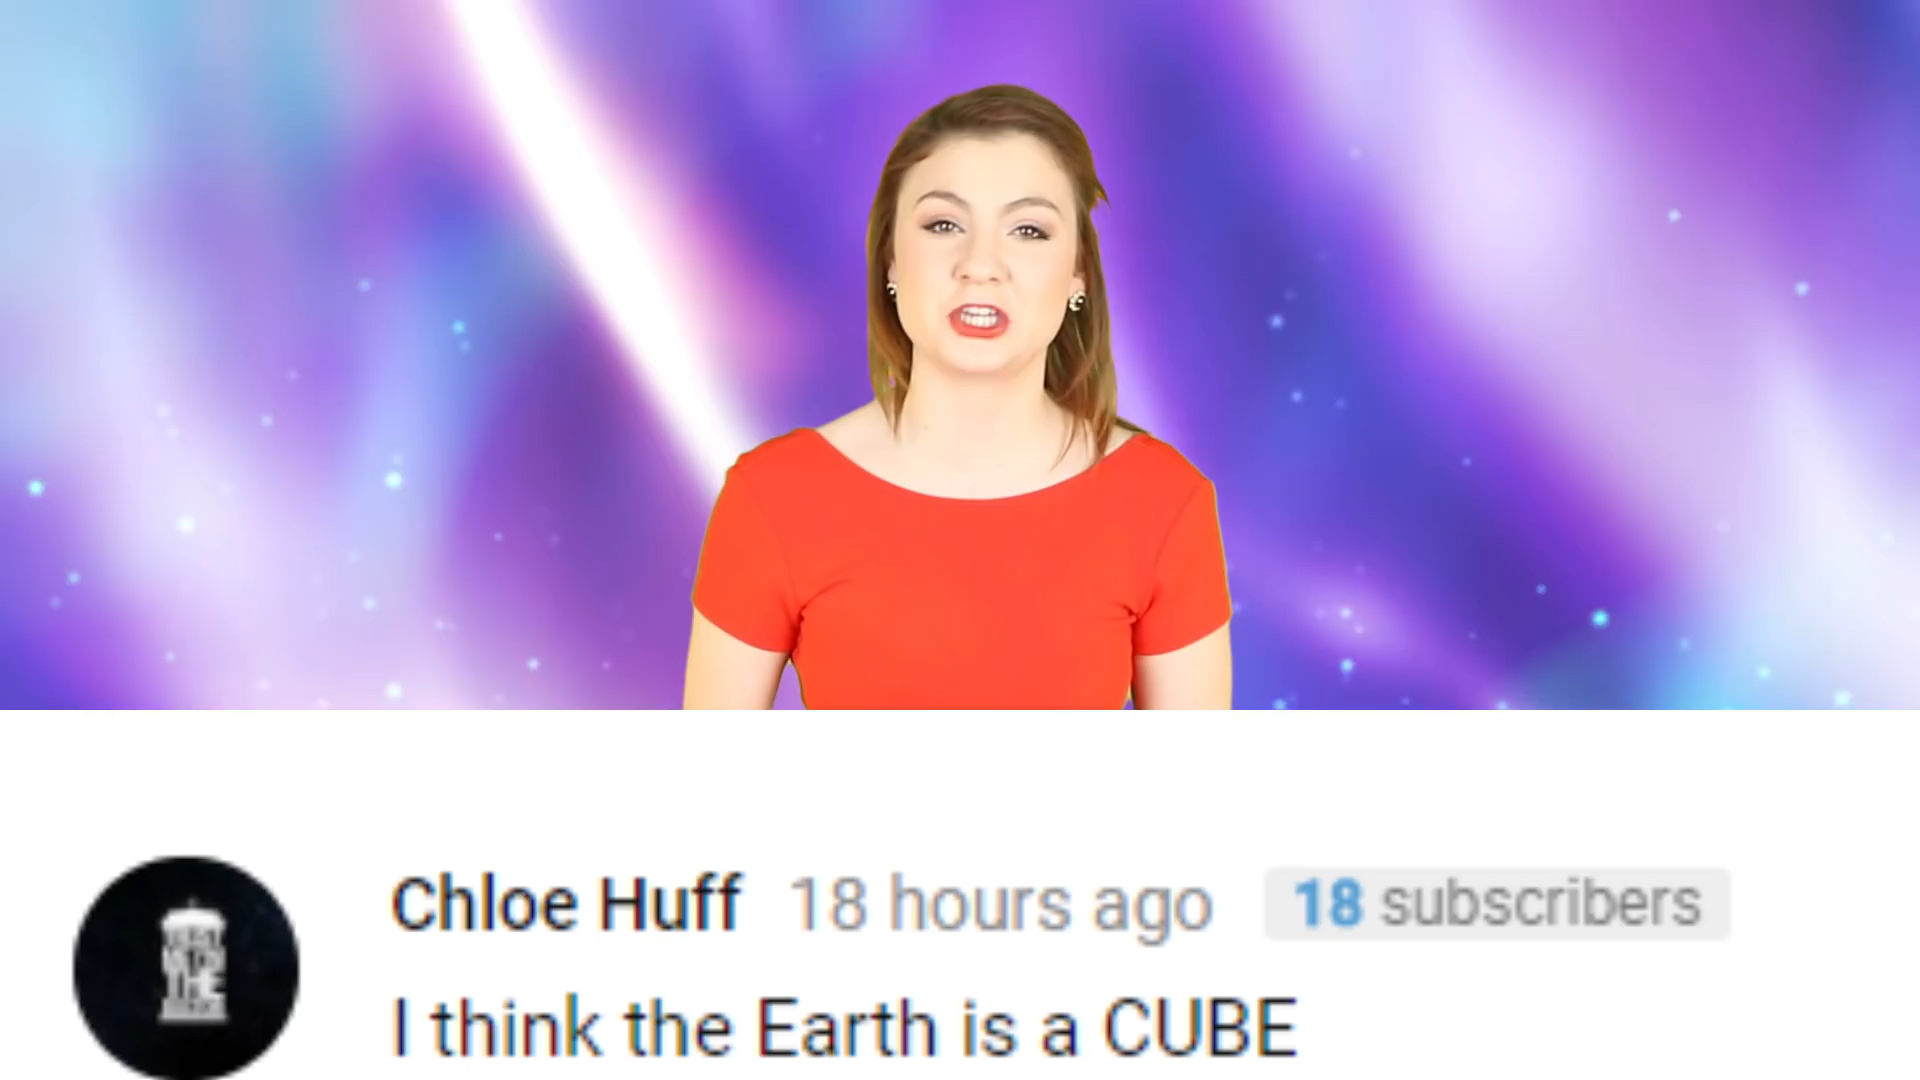 Chloe Huff 18 hours ago 18 subscribers
I think the Earth is a CUBE